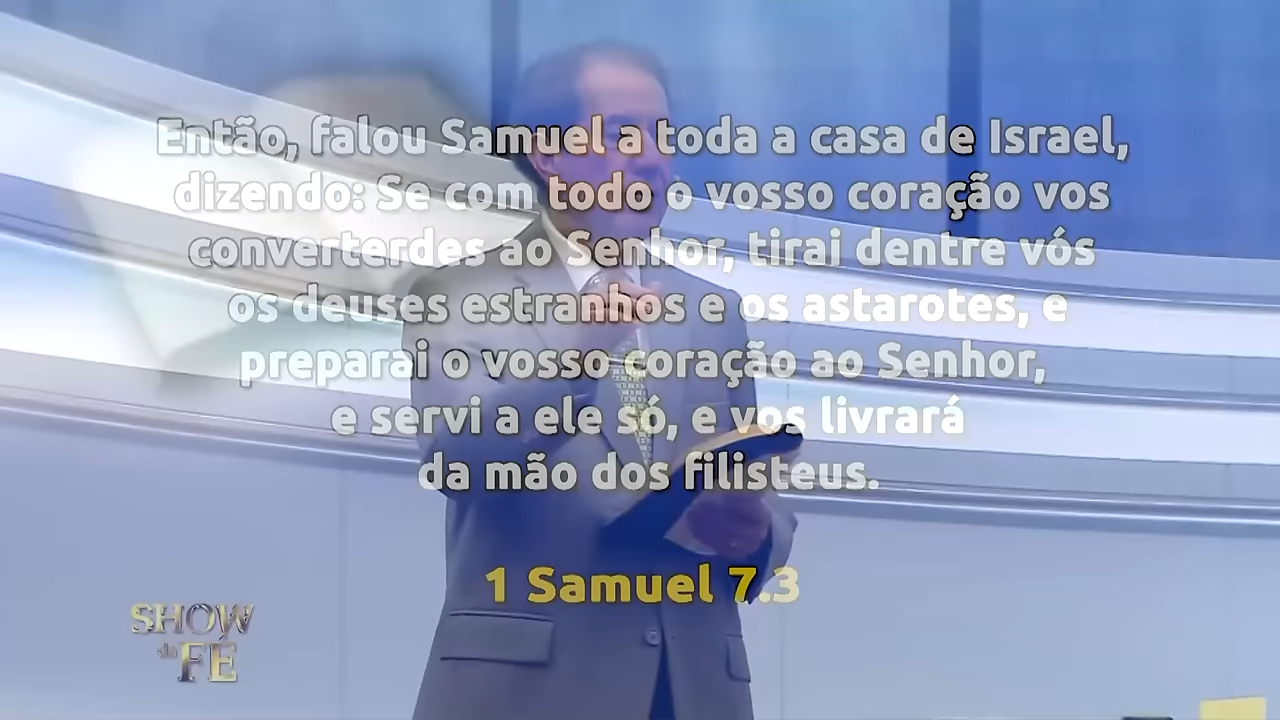 Então, falou Samuel a toda a casa de Israel,
dizendo: Se com todo o vosso coração vos
converterdes ao Senhor, tirai dentre vós
os deuses estranhos e os astarotes, e
preparai o vosso coração ao Senhor,
e servi a ele só, e vos livrará
da mão dos filisteus.
1 Samuel 7.3
SHOW
da FÉ